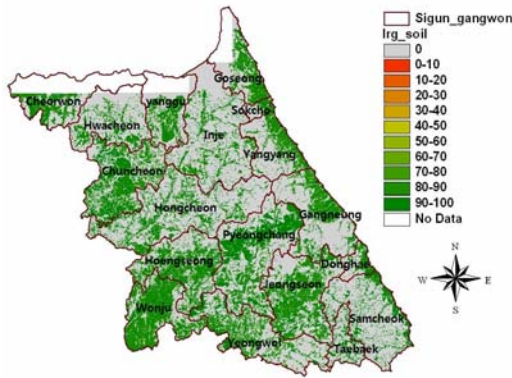 Sigun_gangwon
Irg_soil
0
0-10
10-20
20-30
30-40
40-50
50-60
60-70
70-80
80-90
90-100
No Data
Goseong
Cheorwon
yanggu
Sokcho
Hwacheon
Inje
Yangyang
Chuncheon
Hongcheon
Gangneung
Pyeongchang
Hoengseong
Donghae
Jeongseon
Wonju
Samcheok
Yeongwol
Taebaek
N
W E
S